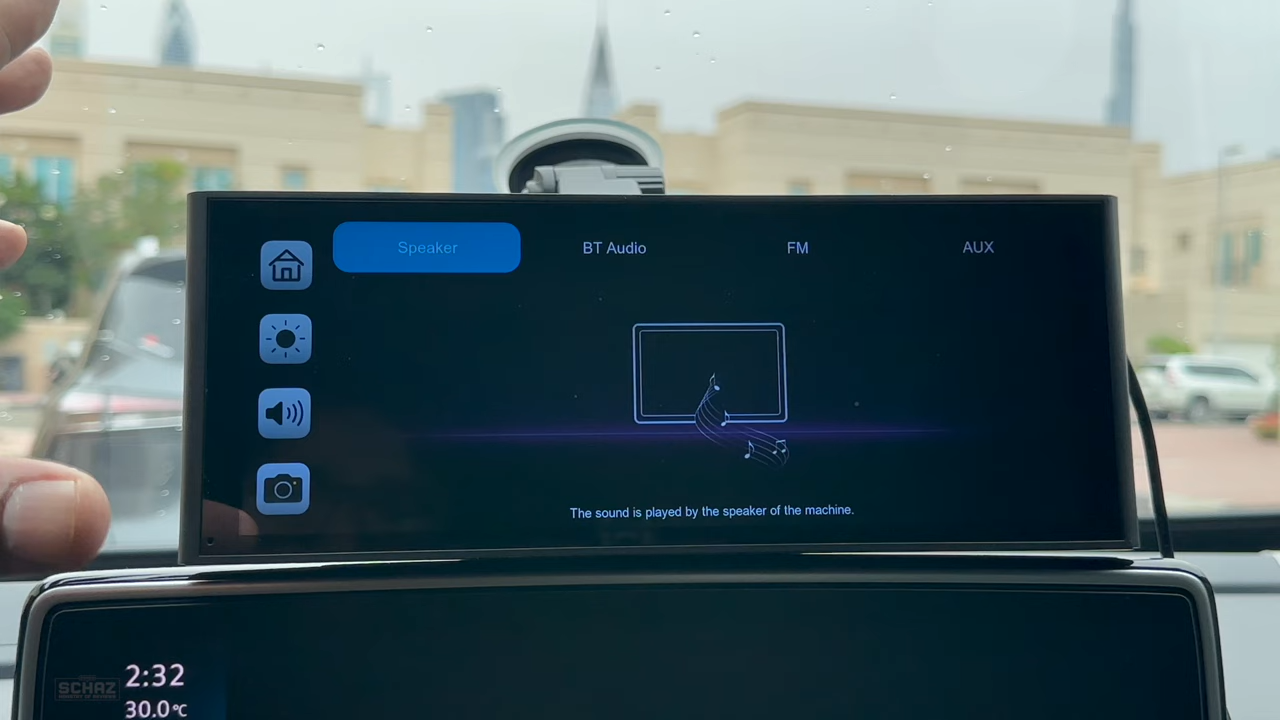 Speaker
BT Audio
FM
AUX
The sound is played by the speaker of the machine.
2:32
SCHAZ
30.0°C